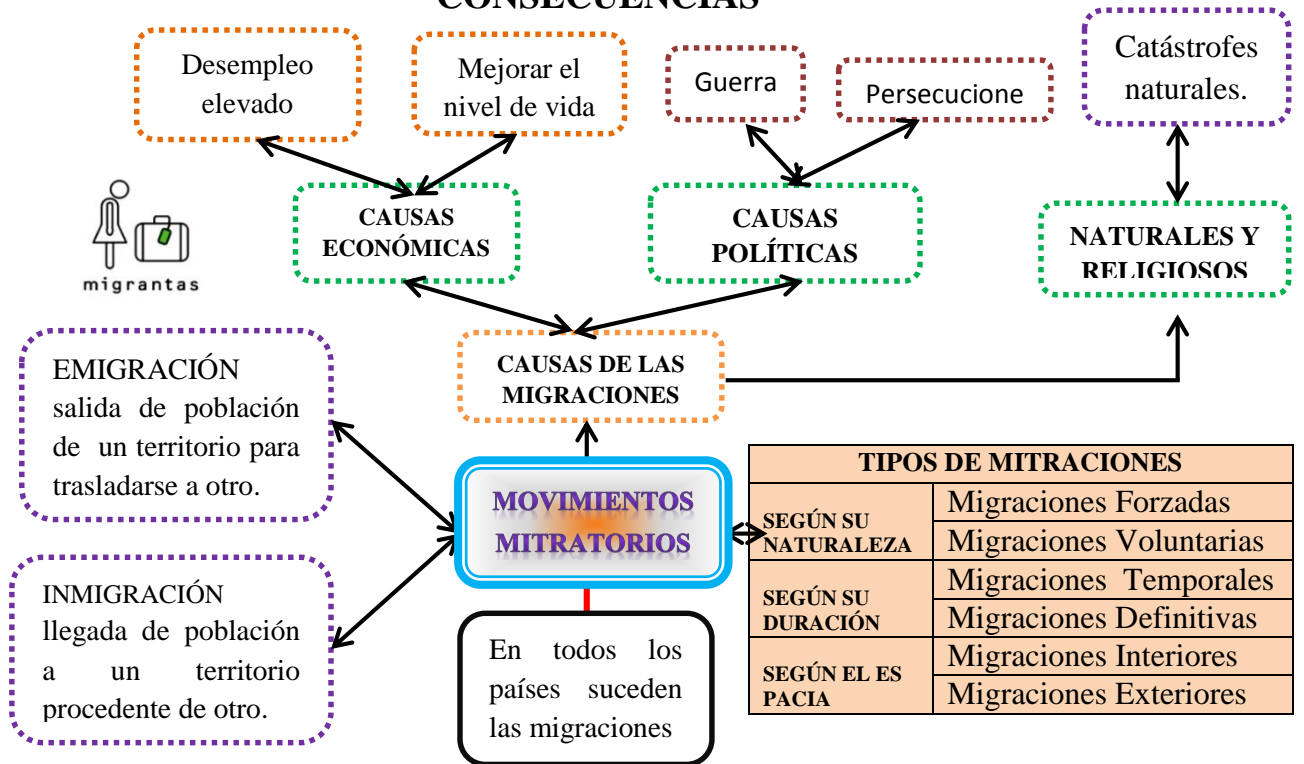 CONSECUENCIAS
Desempleo
elevado
Mejorar el
nivel de vida
Guerra
Persecucione
Catástrofes
naturales.
CAUSAS
ECONÓMICAS
CAUSAS
POLÍTICAS
NATURALES Y
RELIGIOSOS
migrantas
CAUSAS DE LAS
MIGRACIONES
EMIGRACIÓN
salida de población
de un territorio para
trasladarse a otro.
MOVIMIENTOS
MITRATORIOS
TIPOS DE MITRACIONES
SEGÚN SU
NATURALEZA
Migraciones Forzadas
Migraciones Voluntarias
SEGÚN SU
DURACIÓN
Migraciones Temporales
Migraciones Definitivas
SEGÚN EL ES
PACIA
Migraciones Interiores
Migraciones Exteriores
INMIGRACIÓN
llegada de población
a un territorio
procedente de otro.
En todos los
países suceden
las migraciones